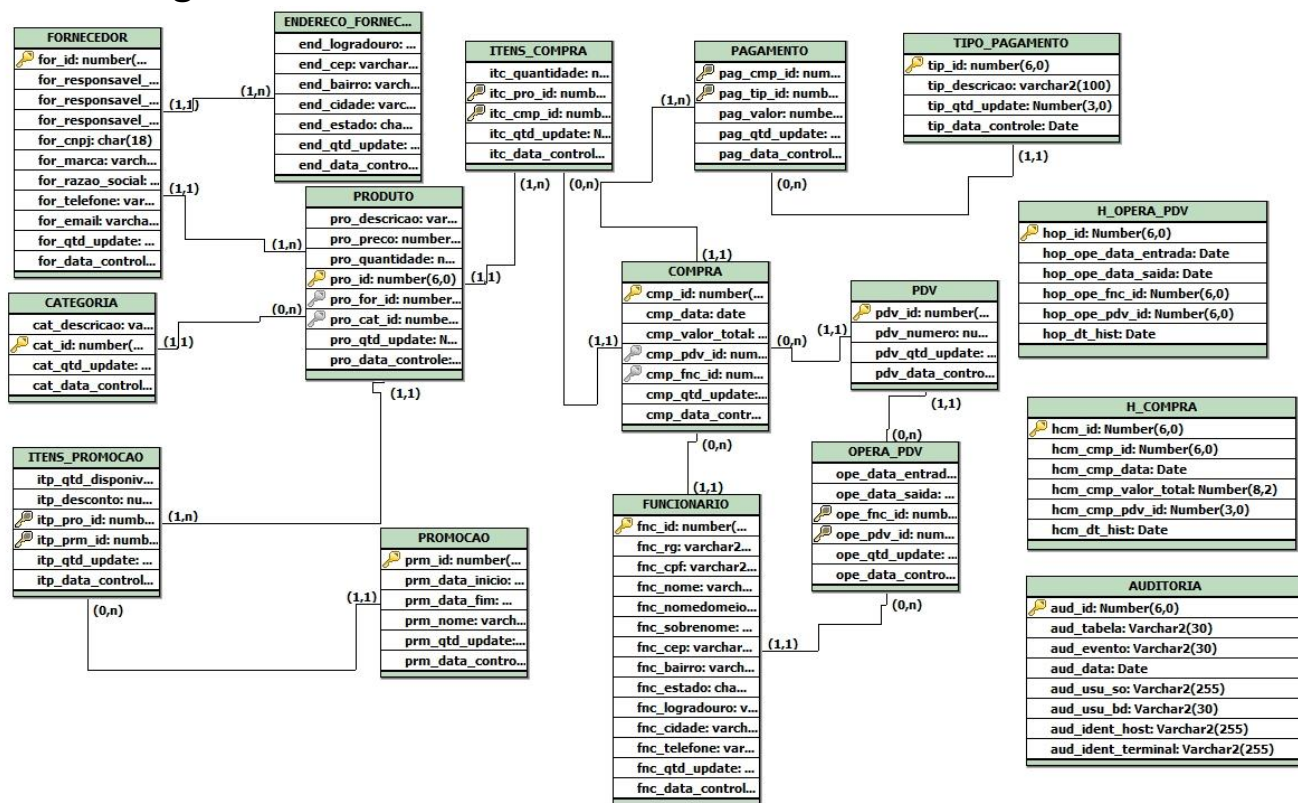 FORNECEDOR
for_id: number(...
for_responsavel_...
for_responsavel_...
for_responsavel_...
for_cnpj: char(18)
for_marca: varch...
for_razao_social: ...
for_telefone: var...
for_email: varcha...
for_qtd_update: ...
for_data_control...
ENDERECO_FORNEC...
end_logradouro: ...
end_cep: varchar...
end_bairro: varch...
end_cidade: varc...
end_estado: cha...
end_qtd_update: ...
end_data_contro...
ITENS_COMPRA
itc_quantidade: n...
itc_pro_id: numb...
itc_cmp_id: numb...
itc_qtd_update: N...
itc_data_control...
PAGAMENTO
pag_cmp_id: num...
pag_tip_id: numb...
pag_valor: numbe...
pag_qtd_update: ...
pag_data_control...
TIPO_PAGAMENTO
tip_id: number(6,0)
tip_descricao: varchar2(100)
tip_qtd_update: Number(3,0)
tip_data_controle: Date
(1,1)
(1,n)
(1,1)
(1,n)
(1,n)
(0,n)
(1,n)
(0,n)
(1,1)
PRODUTO
pro_descricao: var...
pro_preco: number...
pro_quantidade: n...
pro_id: number(6,0)
pro_for_id: number...
pro_cat_id: numbe...
pro_qtd_update: N...
pro_data_controle:...
(1,1)
(0,n)
(1,1)
(1,1)
CATEGORIA
cat_descricao: va...
cat_id: number(...
cat_qtd_update: ...
cat_data_control...
(1,1)
COMPRA
cmp_id: number(...
cmp_data: date
cmp_valor_total: ...
cmp_pdv_id: num...
cmp_fnc_id: num...
cmp_qtd_update:...
cmp_data_contr...
(1,1)
(0,n)
(1,1)
(0,n)
PDV
pdv_id: number(...
pdv_numero: nu...
pdv_qtd_update: ...
pdv_data_contro...
(1,1)
(0,n)
H_OPERA_PDV
hop_id: Number(6,0)
hop_ope_data_entrada: Date
hop_ope_data_saida: Date
hop_ope_fnc_id: Number(6,0)
hop_ope_pdv_id: Number(6,0)
hop_dt_hist: Date
H_COMPRA
hcm_id: Number(6,0)
hcm_cmp_id: Number(6,0)
hcm_cmp_data: Date
hcm_cmp_valor_total: Number(8,2)
hcm_cmp_pdv_id: Number(3,0)
hcm_dt_hist: Date
ITENS_PROMOCAO
itp_qtd_disponiv...
itp_desconto: nu...
itp_pro_id: numb...
itp_prm_id: numb...
itp_qtd_update: ...
itp_data_control...
(1,n)
(0,n)
(1,1)
PROMOCAO
prm_id: number(...
prm_data_inicio: ...
prm_data_fim: ...
prm_nome: varch...
prm_qtd_update:...
prm_data_contro...
(1,1)
FUNCIONARIO
fnc_id: number(...
fnc_rg: varchar2...
fnc_cpf: varchar2...
fnc_nome: varch...
fnc_nomedomeio...
fnc_sobrenome: ...
fnc_cep: varchar...
fnc_bairro: varch...
fnc_estado: cha...
fnc_logradouro: v...
fnc_cidade: varch...
fnc_telefone: var...
fnc_qtd_update: ...
fnc_data_control...
(1,1)
OPERA_PDV
ope_data_entrad...
ope_data_saida: ...
ope_fnc_id: numb...
ope_pdv_id: num...
ope_qtd_update: ...
ope_data_contro...
(0,n)
AUDITORIA
aud_id: Number(6,0)
aud_tabela: Varchar2(30)
aud_evento: Varchar2(30)
aud_data: Date
aud_usu_so: Varchar2(255)
aud_usu_bd: Varchar2(30)
aud_ident_host: Varchar2(255)
aud_ident_terminal: Varchar2(255)